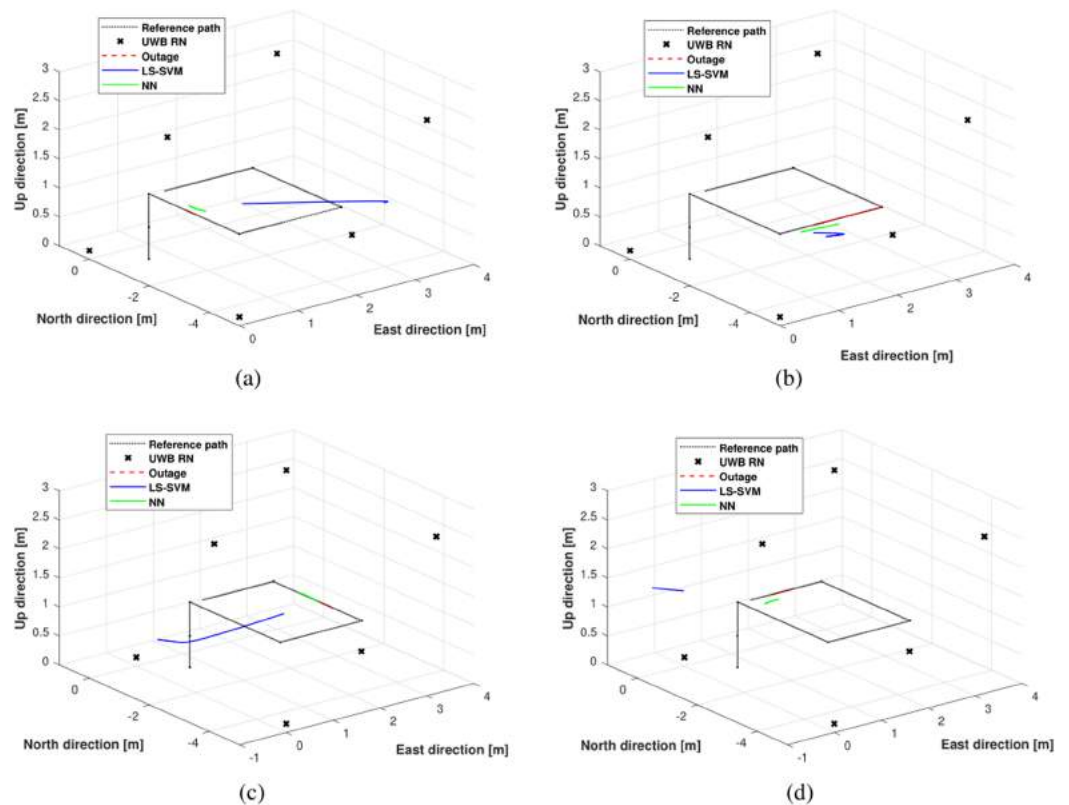 Reference path
UWB RN
Outage
LS-SVM
NN
3
2.5
2
1.5
1
0.5
0
Up direction [m]
0
-2
-4
North direction [m]
0
1
2
3
4
East direction [m]
(a)
Reference path
UWB RN
Outage
LS-SVM
NN
3
2.5
2
1.5
1
0.5
0
Up direction [m]
0
-2
-4
North direction [m]
0
1
2
3
4
East direction [m]
(b)
Reference path
UWB RN
Outage
LS-SVM
NN
3
2.5
2
1.5
1
0.5
0
Up direction [m]
0
-2
-4
North direction [m]
-1
0
1
2
3
4
East direction [m]
(c)
Reference path
UWB RN
Outage
LS-SVM
NN
3
2.5
2
1.5
1
0.5
0
Up direction [m]
0
-2
-4
North direction [m]
-1
0
1
2
3
4
East direction [m]
(d)